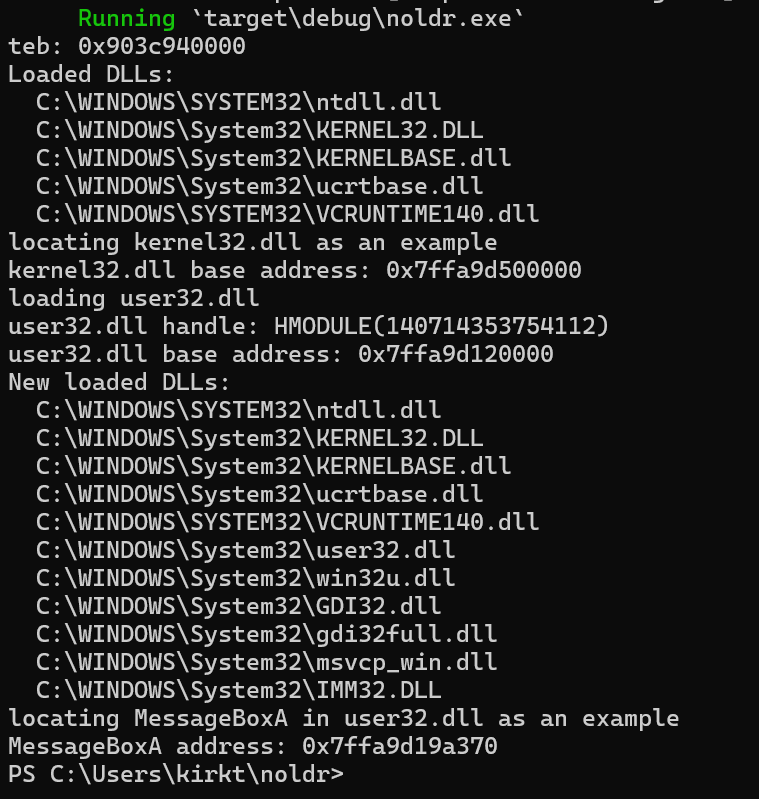 Running `target\debug\noldr.exe`
teb: 0x903c940000
Loaded DLLs:
C:\WINDOWS\SYSTEM32\ntdll.dll
C:\WINDOWS\System32\KERNEL32.DLL
C:\WINDOWS\System32\KERNELBASE.dll
C:\WINDOWS\System32\ucrtbase.dll
C:\WINDOWS\SYSTEM32\VCRUNTIME140.dll
locating kernel32.dll as an example
kernel32.dll base address: 0x7ffa9d500000
loading user32.dll
user32.dll handle: HMODULE(140714353754112)
user32.dll base address: 0x7ffa9d120000
New loaded DLLs:
C:\WINDOWS\SYSTEM32\ntdll.dll
C:\WINDOWS\System32\KERNEL32.DLL
C:\WINDOWS\System32\KERNELBASE.dll
C:\WINDOWS\System32\ucrtbase.dll
C:\WINDOWS\SYSTEM32\VCRUNTIME140.dll
C:\WINDOWS\System32\user32.dll
C:\WINDOWS\System32\win32u.dll
C:\WINDOWS\System32\GDI32.dll
C:\WINDOWS\System32\gdi32full.dll
C:\WINDOWS\System32\msvcp_win.dll
C:\WINDOWS\System32\IMM32.DLL
locating MessageBoxA in user32.dll as an example
MessageBoxA address: 0x7ffa9d19a370
PS C:\Users\kirkt\noldr>